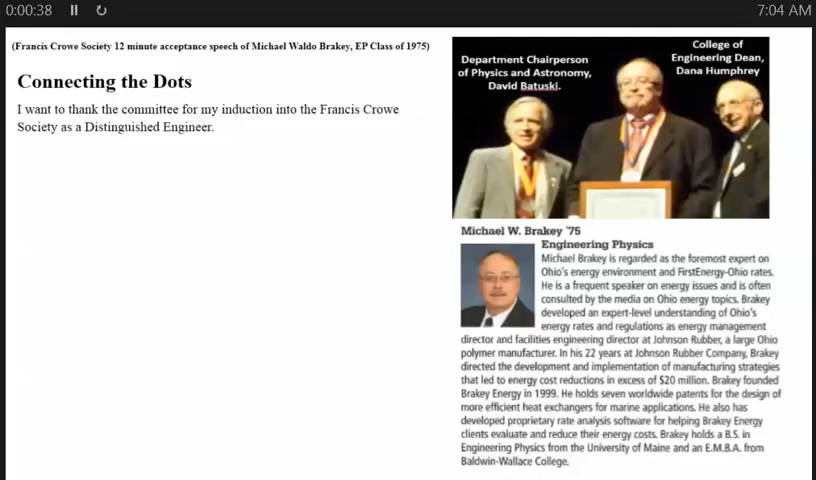 0:00:38
7:04 AM
(Francis Crowe Society 12 minute acceptance speech of Michael Waldo Brakey, EP Class of 1975)
Connecting the Dots
I want to thank the committee for my induction into the Francis Crowe
Society as a Distinguished Engineer.
Department Chairperson
of Physics and Astronomy,
David Batuski.
College of
Engineering Dean,
Dana Humphrey
Michael W. Brakey '75
Engineering Physics
Michael Brakey is regarded as the foremost expert on
Ohio's energy environment and FirstEnergy-Ohio rates.
He is a frequent speaker on energy issues and is often
consulted by the media on Ohio energy topics. Brakey
developed an expert-level understanding of Ohio's
energy rates and regulations as energy management
director and facilities engineering director at Johnson Rubber, a large Ohio
polymer manufacturer. In his 22 years at Johnson Rubber Company, Brakey
directed the development and implementation of manufacturing strategies
that led to energy cost reductions in excess of $20 million. Brakey founded
Brakey Energy in 1999. He holds seven worldwide patents for the design of
more efficient heat exchangers for marine applications. He also has
developed proprietary rate analysis software for helping Brakey Energy
clients evaluate and reduce their energy costs. Brakey holds a B.S. in
Engineering Physics from the University of Maine and an E.M.B.A. from
Baldwin-Wallace College.